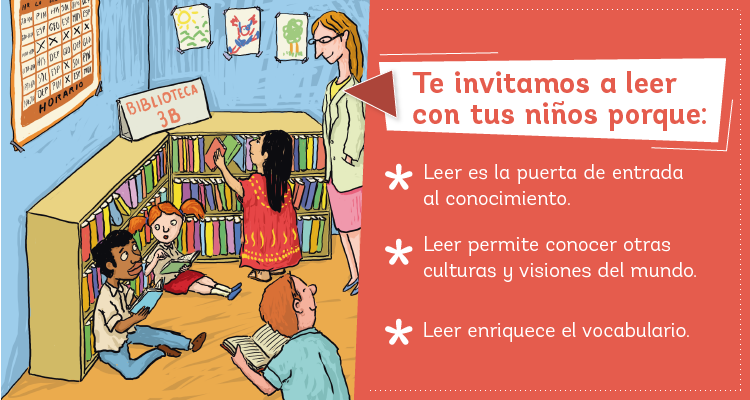 HORARIO
BIBLIOTECA
3B
Te invitamos a leer
con tus niños porque:
Leer es la puerta de entrada
al conocimiento.
Leer permite conocer otras
culturas y visiones del mundo.
Leer enriquece el vocabulario.